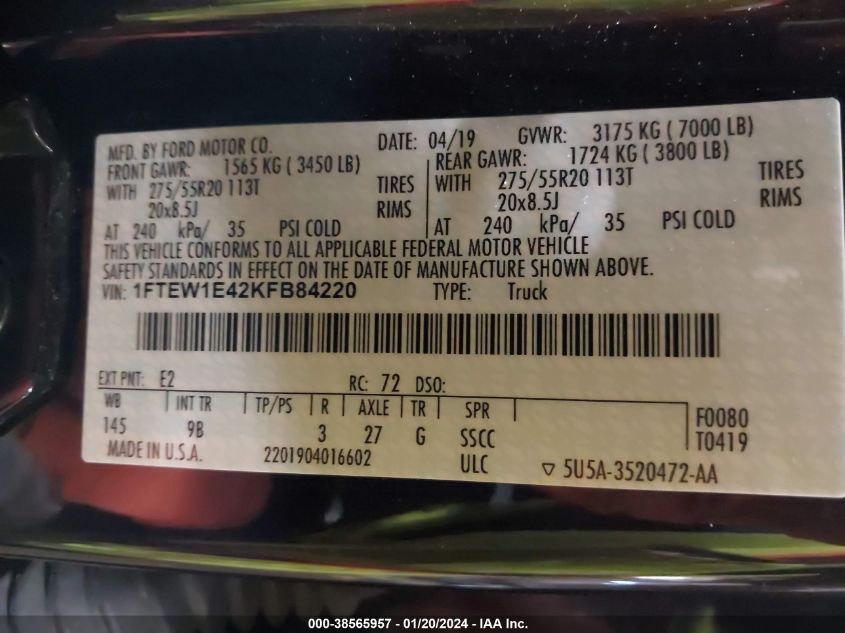 MFD. BY FORD MOTOR CO. DATE: 04/19 GVWR: 3175 KG ( 7000 LB)
FRONT GAWR: 1565 KG ( 3450 LB) REAR GAWR: 1724 KG ( 3800 LB)
WITH 275/55R20 113T TIRES WITH 275/55R20 113T TIRES
20x8.5J RIMS 20x8.5J RIMS
AT 240 kPa/ 35 PSI COLD AT 240 kPa/ 35 PSI COLD
THIS VEHICLE CONFORMS TO ALL APPLICABLE FEDERAL MOTOR VEHICLE
SAFETY STANDARDS IN EFFECT ON THE DATE OF MANUFACTURE SHOWN ABOVE.
VIN: 1FTEW1E42KFB84220 TYPE: Truck
EXT PNT: E2 RC: 72 DSO:
WB INT TR TP/PS R AXLE TR SPR F0080
145 9B 3 27 G SSCC T0419
MADE IN U.S.A. 2201904016602 ULC ▽ 5U5A-3520472-AA
000-38565957 - 01/20/2024 - IAA Inc.